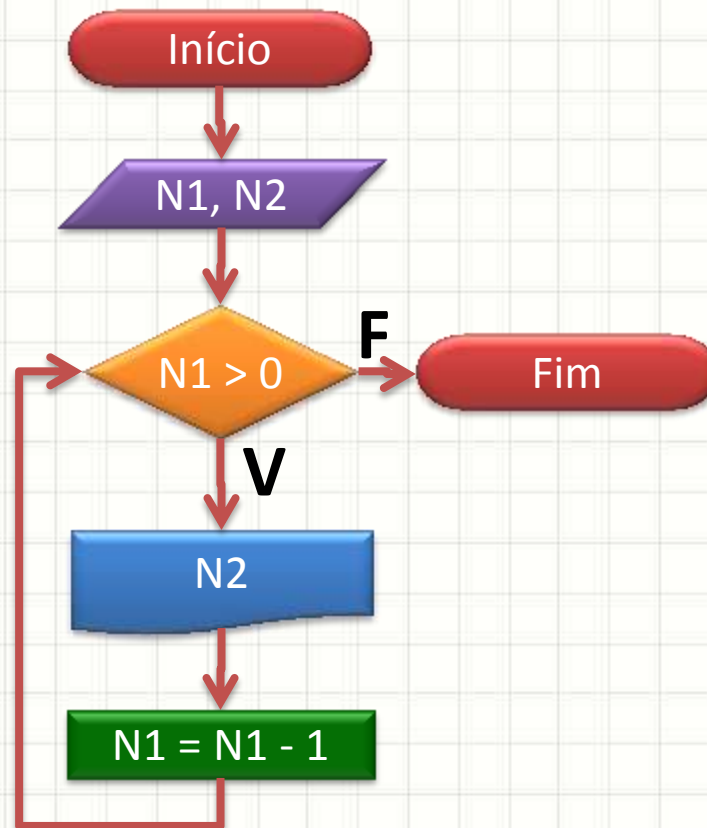 Início
N1, N2
N1 > 0
F
Fim
V
N2
N1 = N1 - 1